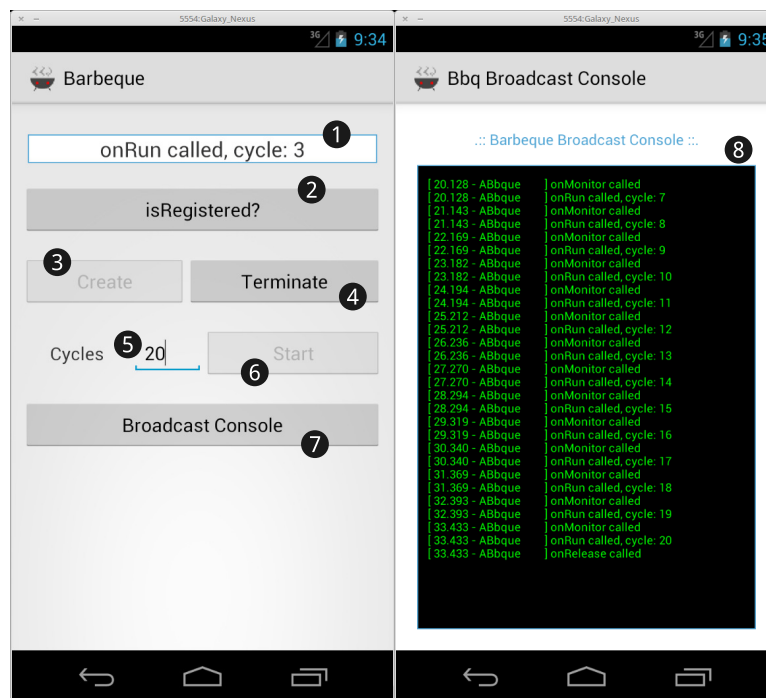 5554:Galaxy_Nexus
3G 9:34
Barbeque
onRun called, cycle: 3
1
2
isRegistered?
3
Create
Terminate
4
Cycles
5
20
Start
6
Broadcast Console
7
5554:Galaxy_Nexus
3G 9:35
Bbq Broadcast Console
.:: Barbeque Broadcast Console ::.
8
[ 20.128 - ABbque ] onMonitor called
[ 20.128 - ABbque ] onRun called, cycle: 7
[ 21.143 - ABbque ] onMonitor called
[ 21.143 - ABbque ] onRun called, cycle: 8
[ 22.169 - ABbque ] onMonitor called
[ 22.169 - ABbque ] onRun called, cycle: 9
[ 23.182 - ABbque ] onMonitor called
[ 23.182 - ABbque ] onRun called, cycle: 10
[ 24.194 - ABbque ] onMonitor called
[ 24.194 - ABbque ] onRun called, cycle: 11
[ 25.212 - ABbque ] onMonitor called
[ 25.212 - ABbque ] onRun called, cycle: 12
[ 26.236 - ABbque ] onMonitor called
[ 26.236 - ABbque ] onRun called, cycle: 13
[ 27.270 - ABbque ] onMonitor called
[ 27.270 - ABbque ] onRun called, cycle: 14
[ 28.294 - ABbque ] onMonitor called
[ 28.294 - ABbque ] onRun called, cycle: 15
[ 29.319 - ABbque ] onMonitor called
[ 29.319 - ABbque ] onRun called, cycle: 16
[ 30.340 - ABbque ] onMonitor called
[ 30.340 - ABbque ] onRun called, cycle: 17
[ 31.369 - ABbque ] onMonitor called
[ 31.369 - ABbque ] onRun called, cycle: 18
[ 32.393 - ABbque ] onMonitor called
[ 32.393 - ABbque ] onRun called, cycle: 19
[ 33.433 - ABbque ] onMonitor called
[ 33.433 - ABbque ] onRun called, cycle: 20
[ 33.433 - ABbque ] onRelease called